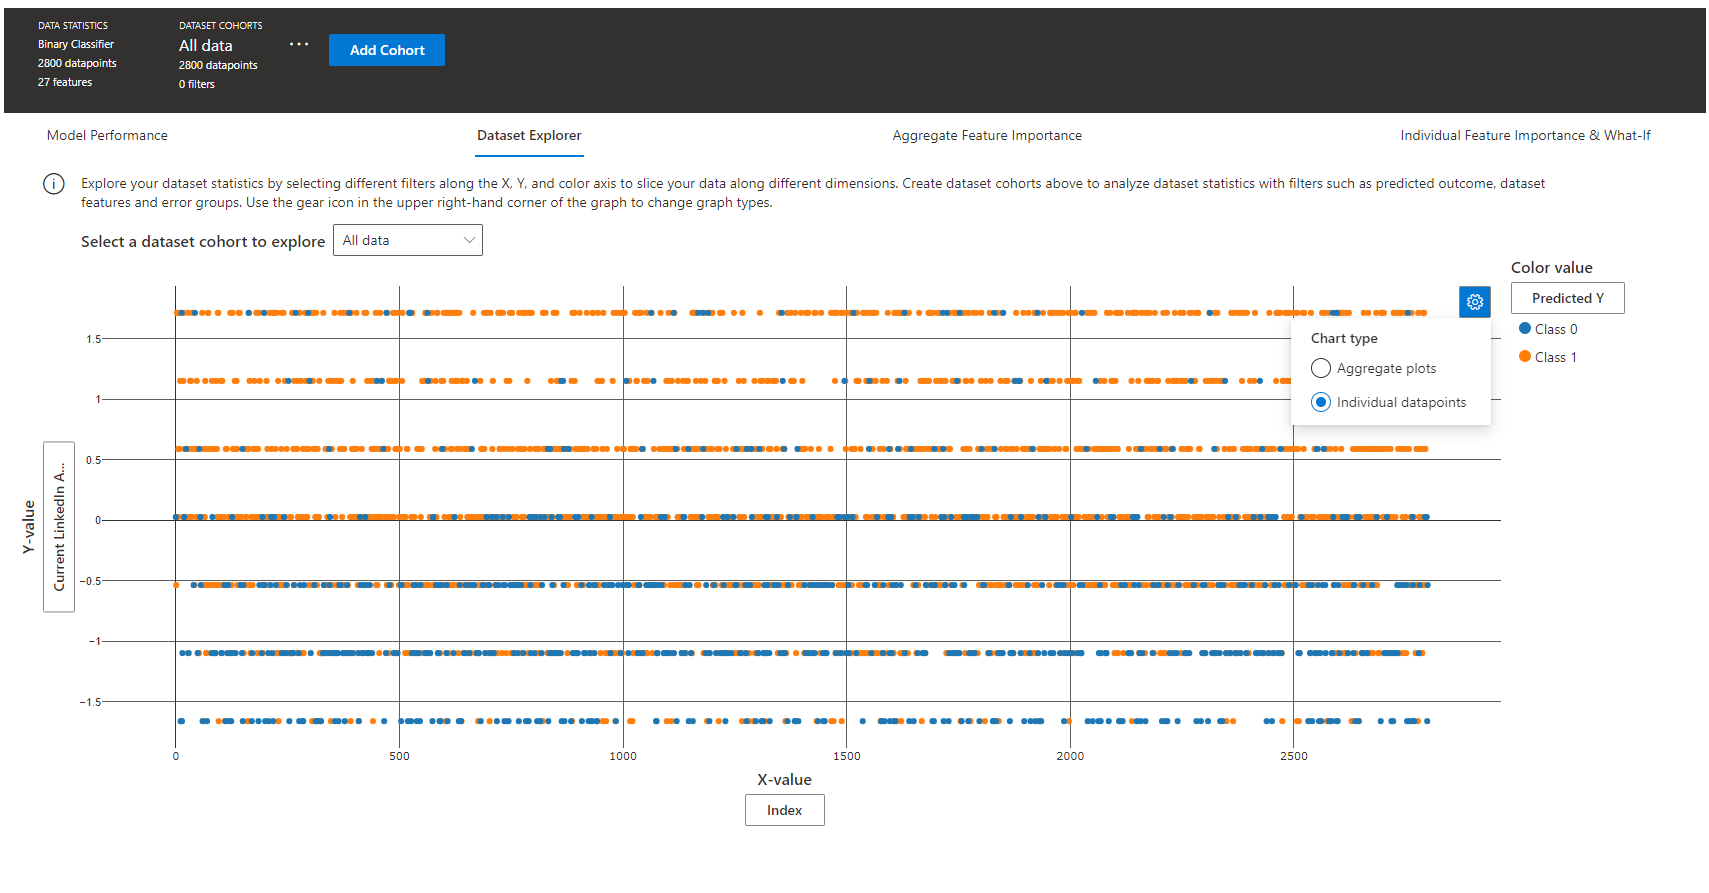 DATA STATISTICS
Binary Classifier
2800 datapoints
27 features
DATASET COHORTS
All data
2800 datapoints
0 filters
...
Add Cohort
Model Performance
Dataset Explorer
Aggregate Feature Importance
Individual Feature Importance & What-If
Explore your dataset statistics by selecting different filters along the X, Y, and color axis to slice your data along different dimensions. Create dataset cohorts above to analyze dataset statistics with filters such as predicted outcome, dataset
features and error groups. Use the gear icon in the upper right-hand corner of the graph to change graph types.
Select a dataset cohort to explore
All data
Color value
Predicted Y
Class 0
Class 1
Chart type
Aggregate plots
Individual datapoints
Y-value
Current LinkedIn A...
1.5
1
0.5
0
−0.5
−1
−1.5
0
500
1000
1500
2000
2500
X-value
Index